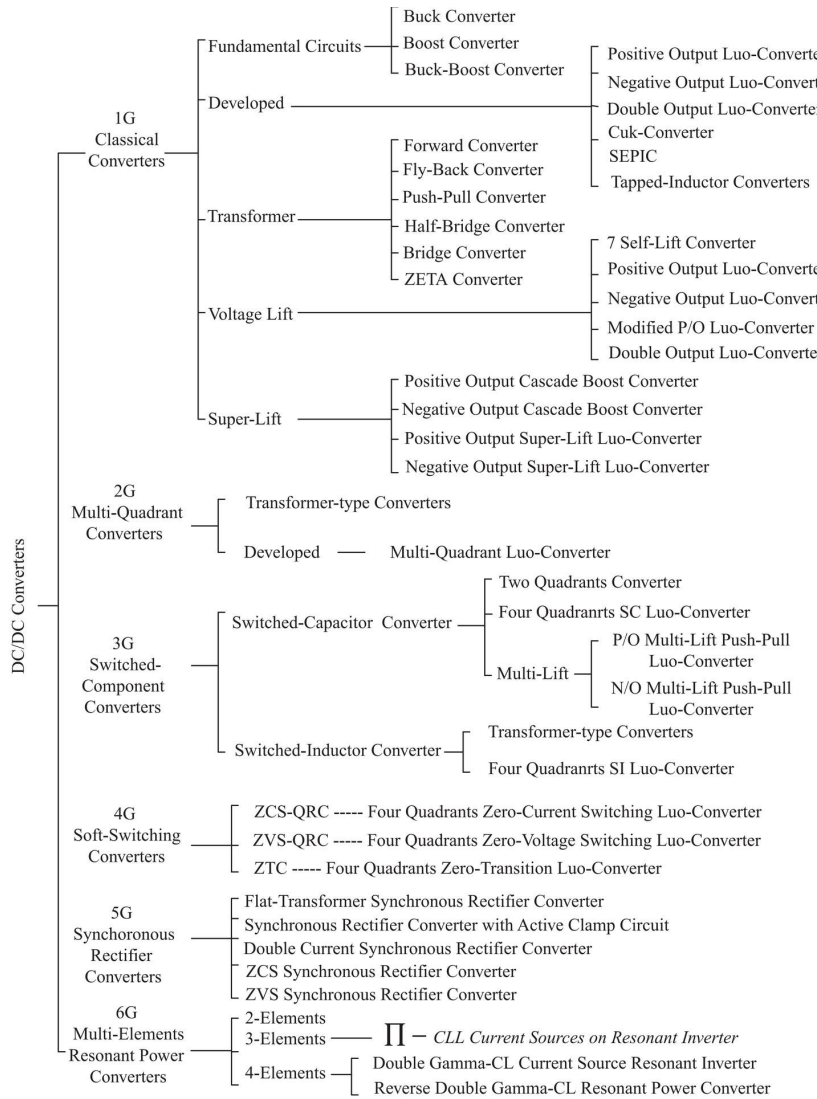 DC/DC Converters
1G
Classical
Converters
Fundamental Circuits
Buck Converter
Boost Converter
Buck-Boost Converter
Developed
Positive Output Luo-Converte
Negative Output Luo-Convert
Double Output Luo-Converter
Cuk-Converter
SEPIC
Tapped-Inductor Converters
Transformer
Forward Converter
Fly-Back Converter
Push-Pull Converter
Half-Bridge Converter
Bridge Converter
ZETA Converter
Voltage Lift
7 Self-Lift Converter
Positive Output Luo-Converte
Negative Output Luo-Convert
Modified P/O Luo-Converter
Double Output Luo-Converte
Super-Lift
Positive Output Cascade Boost Converter
Negative Output Cascade Boost Converter
Positive Output Super-Lift Luo-Converter
Negative Output Super-Lift Luo-Converter
2G
Multi-Quadrant
Converters
Transformer-type Converters
Developed
Multi-Quadrant Luo-Converter
3G
Switched-
Component
Converters
Switched-Capacitor Converter
Two Quadrants Converter
Four Quadranrts SC Luo-Converter
Multi-Lift
P/O Multi-Lift Push-Pull
Luo-Converter
N/O Multi-Lift Push-Pull
Luo-Converter
Switched-Inductor Converter
Transformer-type Converters
Four Quadranrts SI Luo-Converter
4G
Soft-Switching
Converters
ZCS-QRC ----- Four Quadrants Zero-Current Switching Luo-Converter
ZVS-QRC ----- Four Quadrants Zero-Voltage Switching Luo-Converter
ZTC ----- Four Quadrants Zero-Transition Luo-Converter
5G
Synchoronous
Rectifier
Converters
Flat-Transformer Synchronous Rectifier Converter
Synchronous Rectifier Converter with Active Clamp Circuit
Double Current Synchronous Rectifier Converter
ZCS Synchronous Rectifier Converter
ZVS Synchronous Rectifier Converter
6G
Multi-Elements
Resonant Power
Converters
2-Elements
3-Elements
∏ – CLL Current Sources on Resonant Inverter
4-Elements
Double Gamma-CL Current Source Resonant Inverter
Reverse Double Gamma-CL Resonant Power Converter